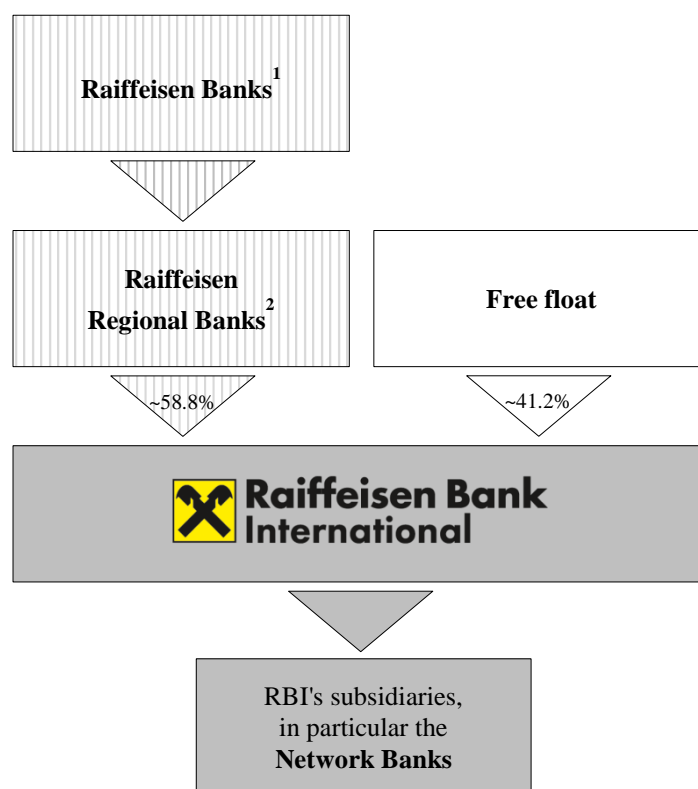 Raiffeisen Banks¹
Raiffeisen
Regional Banks²
Free float
~58.8%
~41.2%
Raiffeisen Bank
International
RBI's subsidiaries,
in particular the
Network Banks